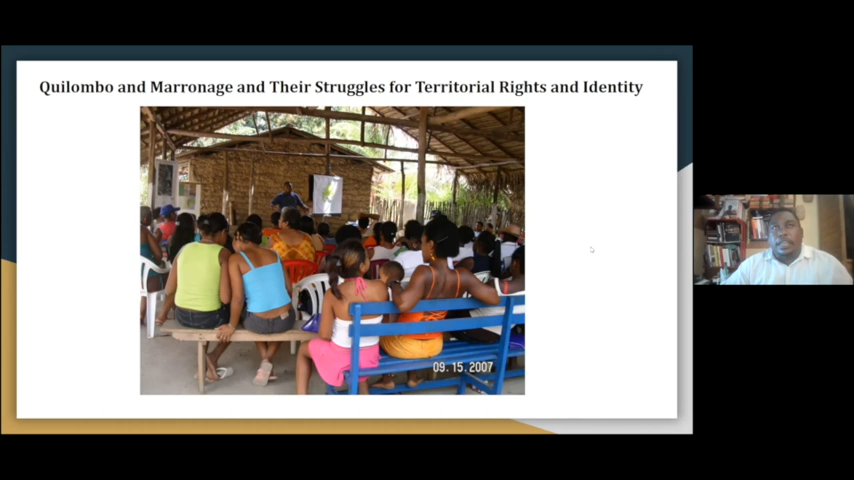 Quilombo and Marronage and Their Struggles for Territorial Rights and Identity
09.15.2007